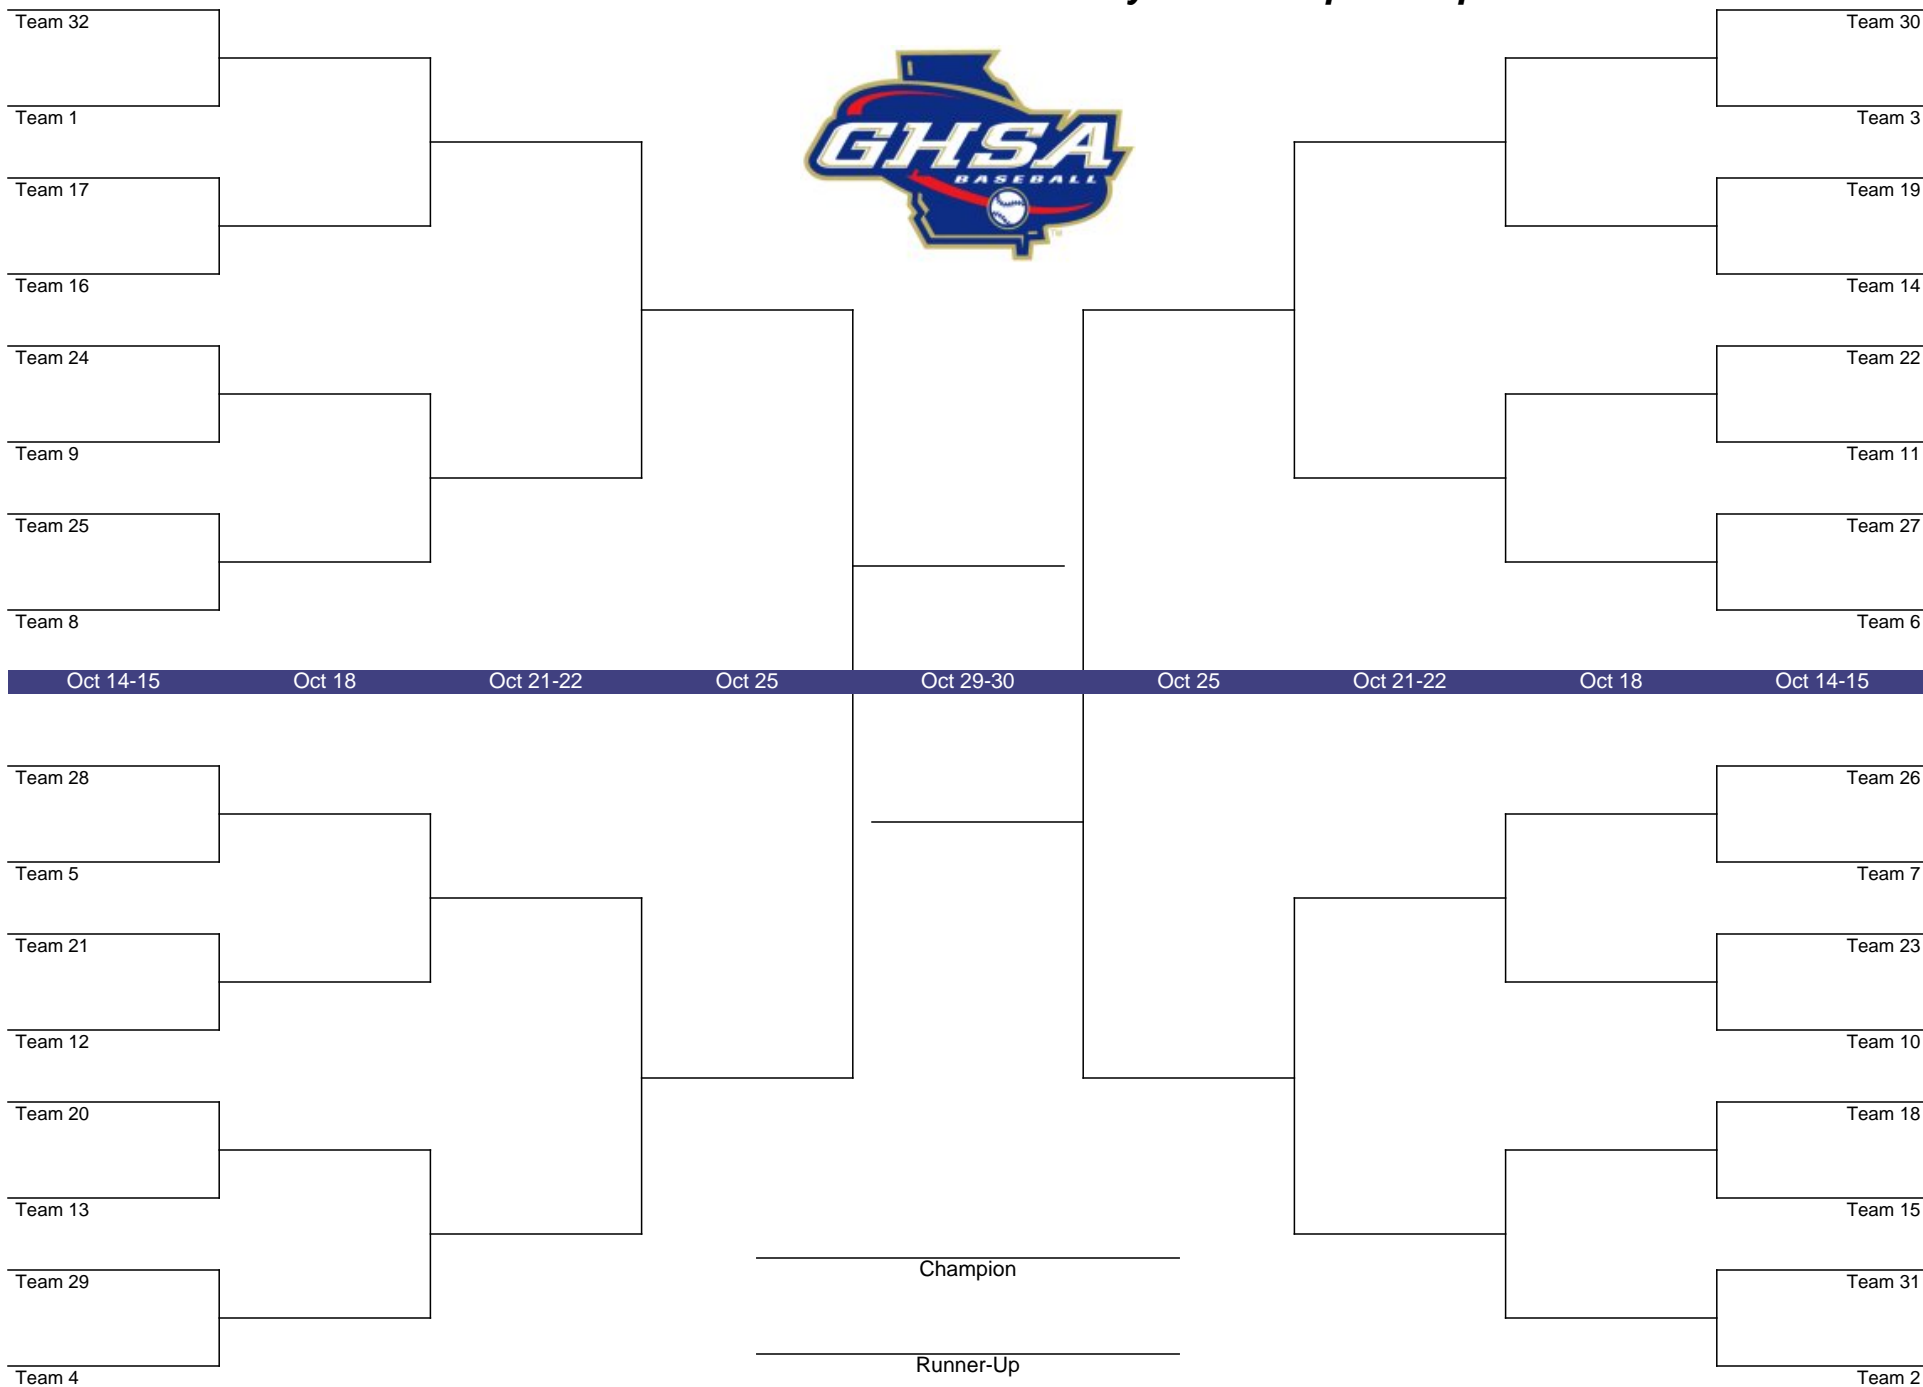 Team 32
Team 1
Team 17
Team 16
Team 24
Team 9
Team 25
Team 8
GHSA
BASEBALL
TM
Team 30
Team 3
Team 19
Team 14
Team 22
Team 11
Team 27
Team 6
Oct 14-15 Oct 18 Oct 21-22 Oct 25 Oct 29-30 Oct 25 Oct 21-22 Oct 18 Oct 14-15
Team 28
Team 5
Team 21
Team 12
Team 20
Team 13
Team 29
Team 4
Champion
Runner-Up
Team 26
Team 7
Team 23
Team 10
Team 18
Team 15
Team 31
Team 2